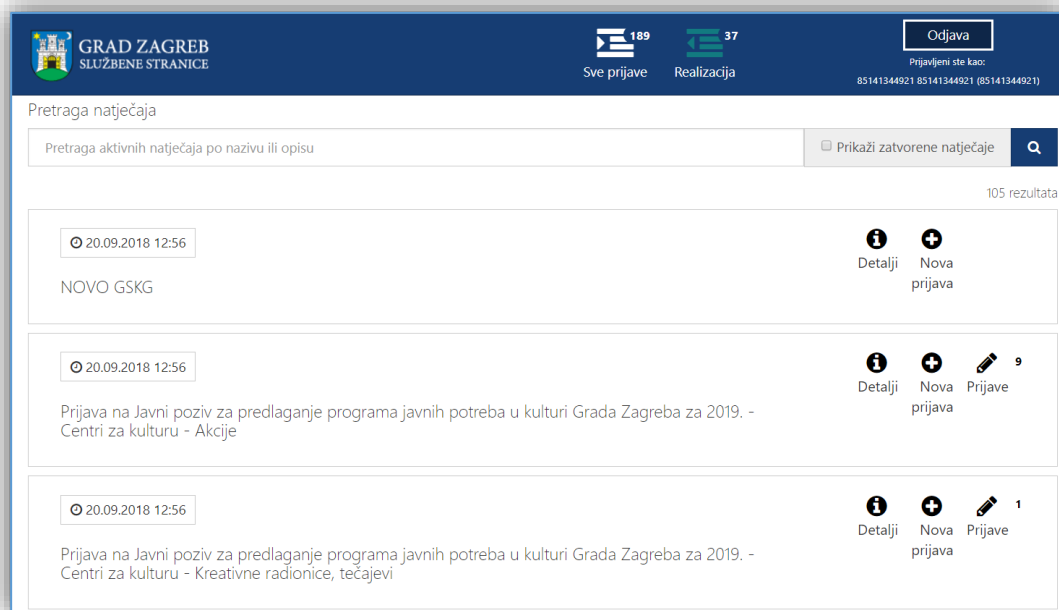 GRAD ZAGREB
SLUŽBENE STRANICE
189
Sve prijave
37
Realizacija
Odjava
Prijavljeni ste kao:
85141344921 85141344921 (85141344921)
Pretraga natječaja
Pretraga aktivnih natječaja po nazivu ili opisu
Prikaži zatvorene natječaje
105 rezultata
20.09.2018 12:56
NOVO GSKG
Detalji
Nova
prijava
20.09.2018 12:56
Prijava na Javni poziv za predlaganje programa javnih potreba u kulturi Grada Zagreba za 2019. -
Centri za kulturu - Akcije
Detalji
Nova
prijava
9
Prijave
20.09.2018 12:56
Prijava na Javni poziv za predlaganje programa javnih potreba u kulturi Grada Zagreba za 2019. -
Centri za kulturu - Kreativne radionice, tečajevi
Detalji
Nova
prijava
1
Prijave